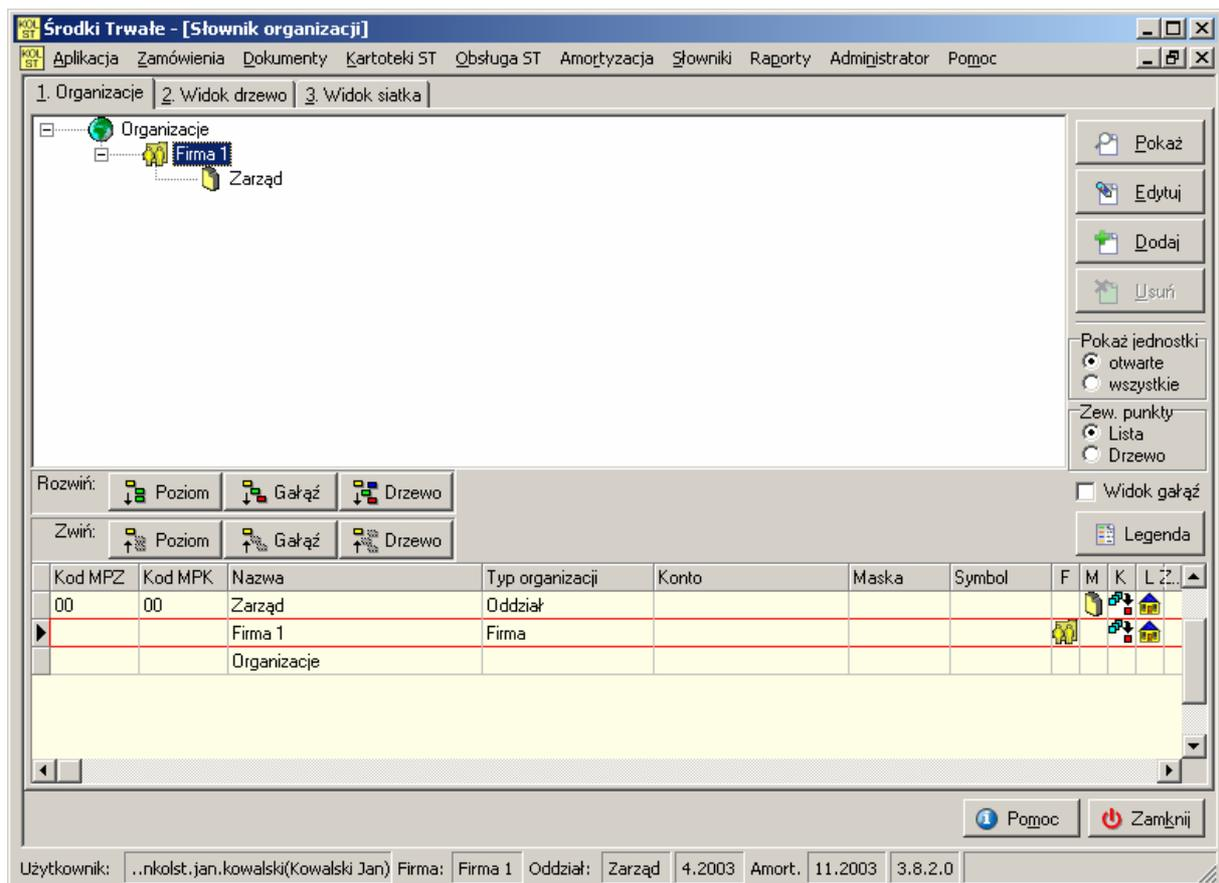 KOL ST Środki Trwałe - [Słownik organizacji]
KOL ST Aplikacja Zamówienia Dokumenty Kartoteki ST Obsługa ST Amortyzacja Słowniki Raporty Administrator Pomoc
1. Organizacje 2. Widok drzewo 3. Widok siatka
Organizacje
Firma 1
Zarząd
Pokaż
Edytuj
Dodaj
Usuń
Pokaż jednostki
otwarte
wszystkie
Zew. punkty
Lista
Drzewo
Rozwiń: Poziom Gałąź Drzewo
Widok gałąź
Zwiń: Poziom Gałąź Drzewo
Legenda
Kod MPZ Kod MPK Nazwa Typ organizacji Konto Maska Symbol F M K L Z..
00 00 Zarząd Oddział
Firma 1 Firma
Organizacje
Pomoc Zamknij
Użytkownik: ..nkolst.jan.kowalski(Kowalski Jan) Firma: Firma 1 Oddział: Zarząd 4.2003 Amort. 11.2003 3.8.2.0